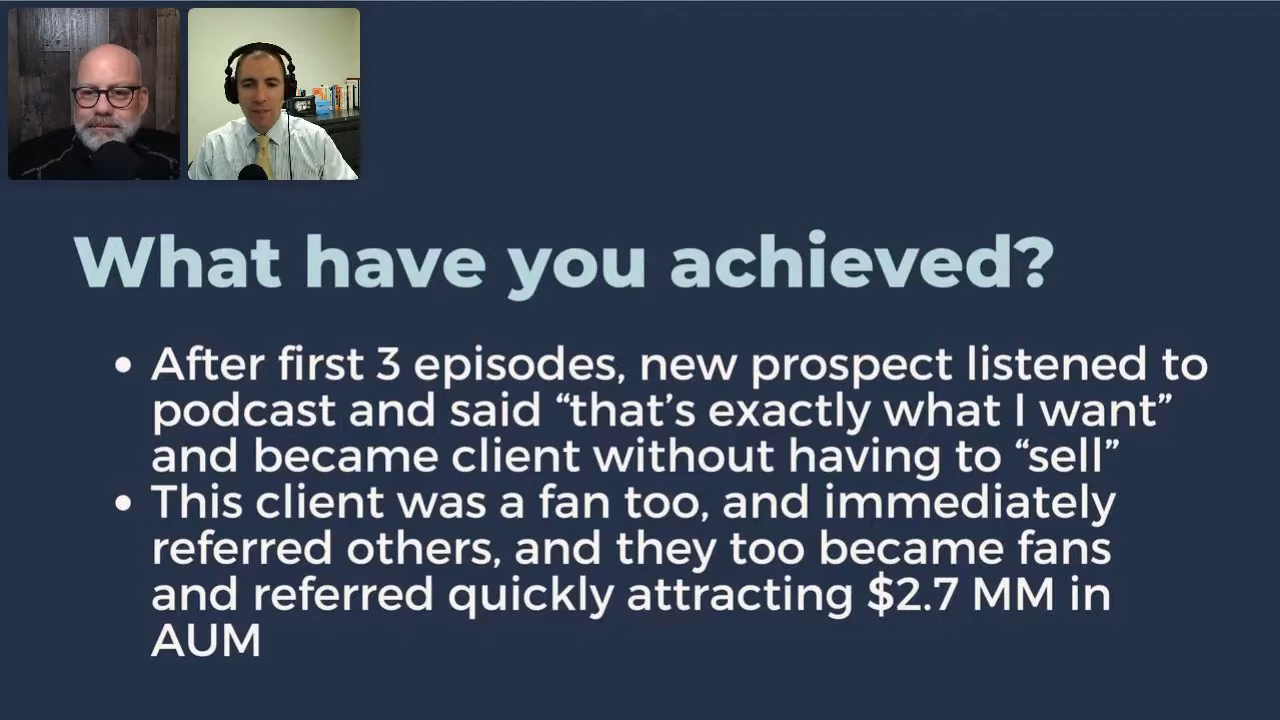 What have you achieved?
• After first 3 episodes, new prospect listened to
podcast and said “that’s exactly what I want”
and became client without having to “sell”
• This client was a fan too, and immediately
referred others, and they too became fans
and referred quickly attracting $2.7 MM in
AUM